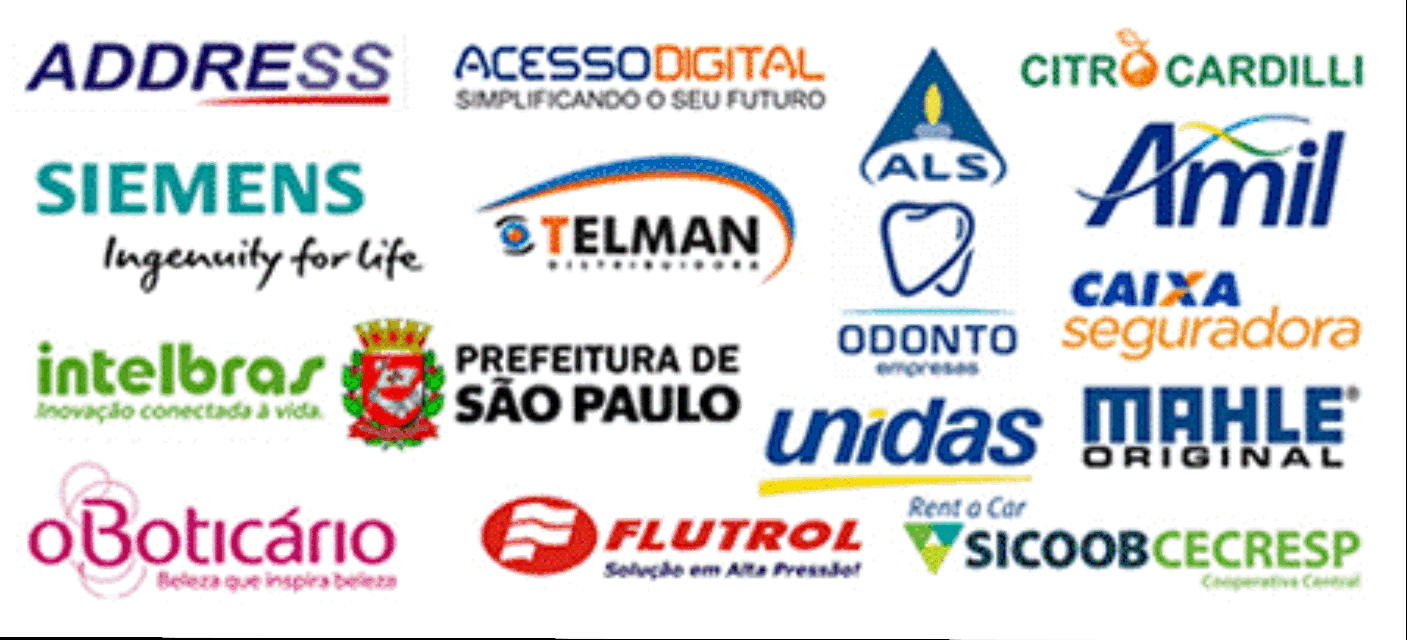 ADDRESS
ACESSODIGITAL
SIMPLIFICANDO O SEU FUTURO
CITROCARDILLI
ALS
Amil
SIEMENS
Ingenuity for life
TELMAN
DISTRIBUIDORA
ODONTO
empresas
CAIXA
seguradora
intelbras
Inovação conectada à vida.
PREFEITURA DE
SÃO PAULO
unidas
Rent a Car
MAHLE®
ORIGINAL
oBoticário
Beleza que inspira beleza
FLUTROL
Solução em Alta Pressão!
SICOOBCECRESP
Cooperativa Central